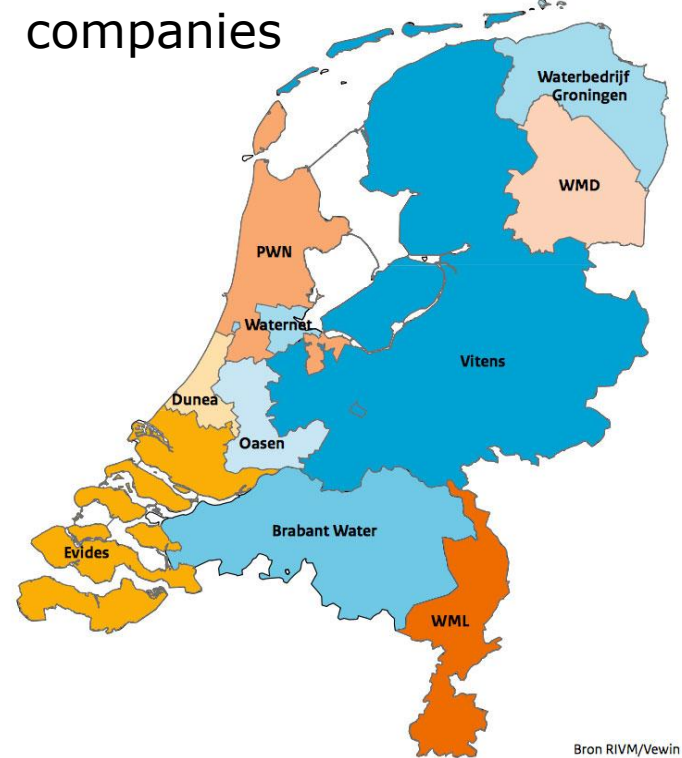 companies
Waterbedrijf
Groningen
WMD
PWN
Waternet
Vitens
Dunea
Oasen
Brabant Water
Evides
WML
Bron RIVM/Vewin